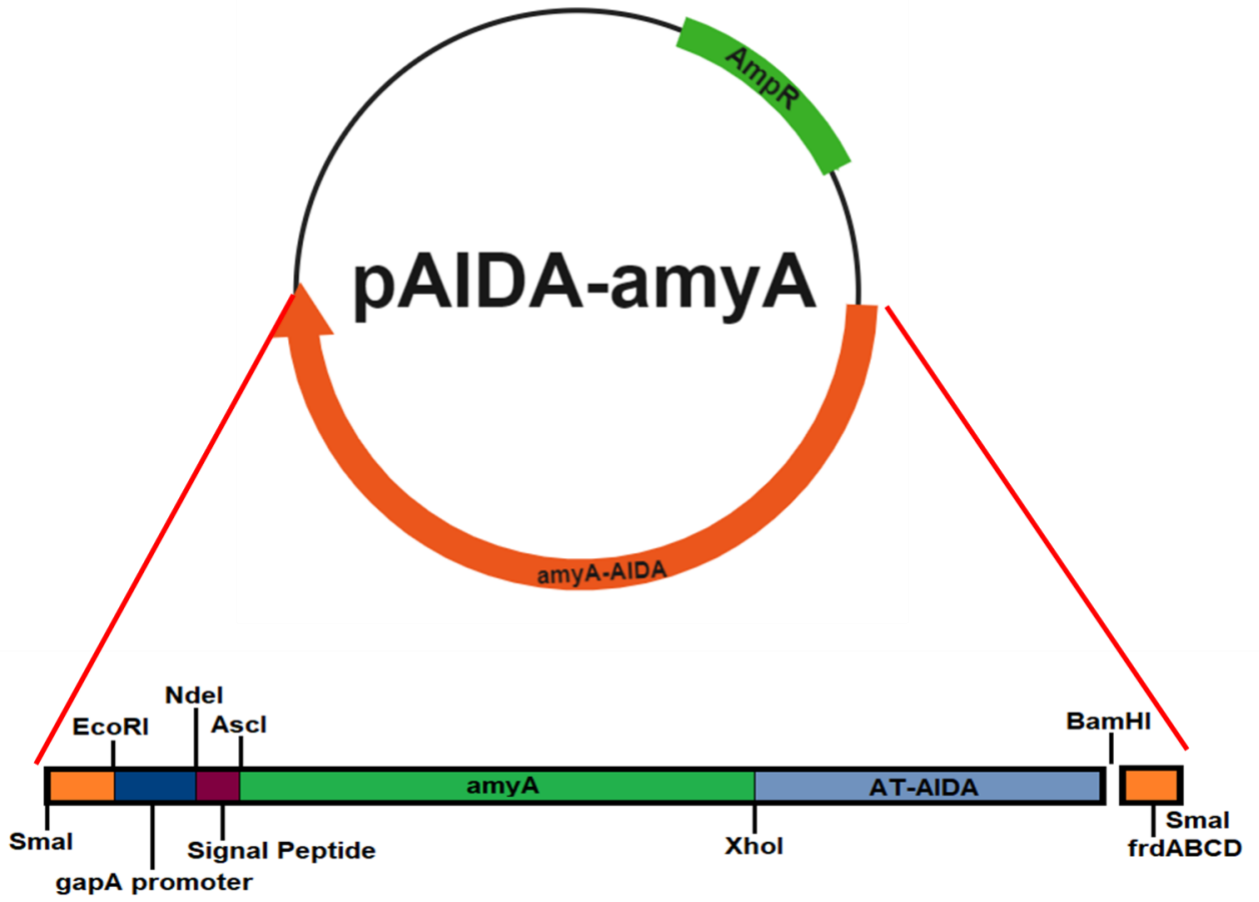 AmpR
pAIDA-amyA
amyA-AIDA
NdeI
EcoRI
AscI
BamHI
amyA
AT-AIDA
SmaI
Signal Peptide
gapA promoter
XhoI
SmaI
frdABCD